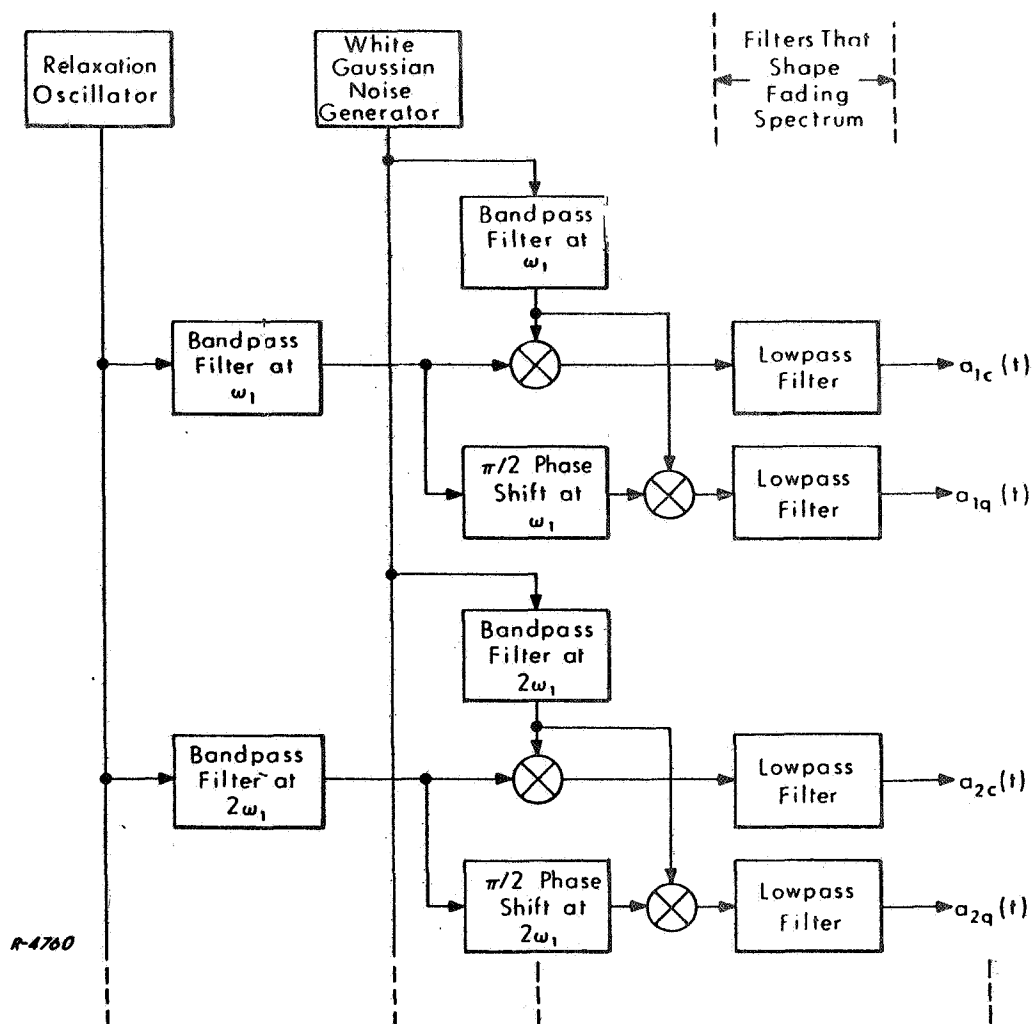 Relaxation
Oscillator
White
Gaussian
Noise
Generator
Filters That
Shape
Fading
Spectrum
Bandpass
Filter at
ω₁
Bandpass
Filter at
ω₁
Lowpass
Filter
a₁c (t)
π/2 Phase
Shift at
ω₁
Lowpass
Filter
a₁q (t)
Bandpass
Filter at
2ω₁
Bandpass
Filter at
2ω₁
Lowpass
Filter
a₂c(t)
π/2 Phase
Shift at
2ω₁
Lowpass
Filter
a₂q (t)
R-4760